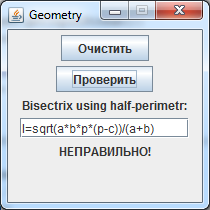 Geometry
Очистить
Проверить
Bisectrix using half-perimetr:
l=sqrt(a*b*p*(p-c))/(a+b)
НЕПРАВИЛЬНО!